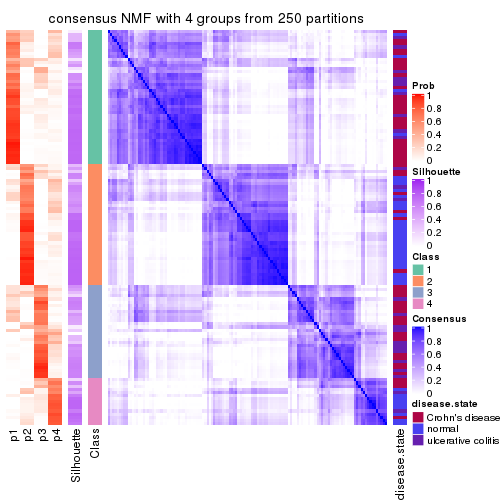 consensus NMF with 4 groups from 250 partitions
Prob
1
0.8
0.6
0.4
0.2
0
Silhouette
1
0.8
0.6
0.4
0.2
0
Class
1
2
3
4
Consensus
1
0.8
0.6
0.4
0.2
0
disease.state
Crohn's disease
normal
ulcerative colitis
p1
p2
p3
p4
Silhouette
Class
disease.state